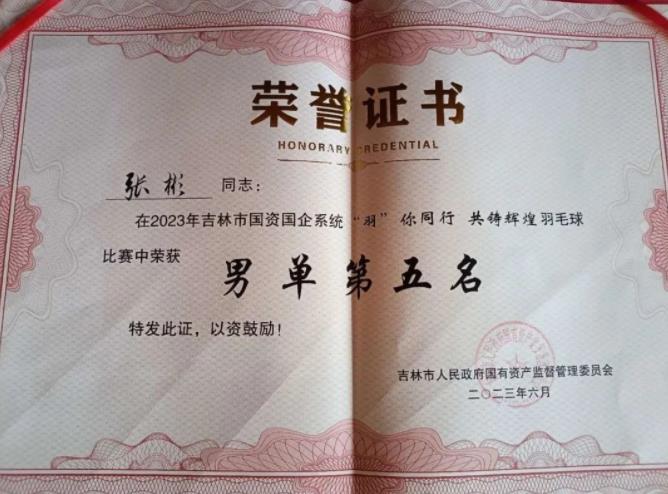 荣誉证书
HONORARY CREDENTIAL
张彬 同志：
在2023年吉林市国资国企系统“羽”你同行 共铸辉煌羽毛球
比赛中荣获
男单第五名
特发此证，以资鼓励！
吉林市人民政府国有资产监督管理委员会
二〇二三年六月